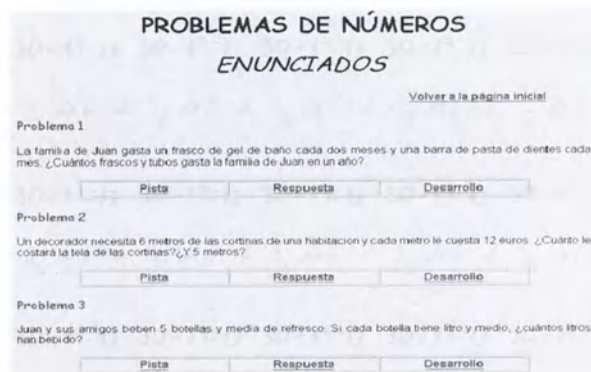 PROBLEMAS DE NÚMEROS
ENUNCIADOS
Volver a la página inicial
Problema 1
La familia de Juan gasta un frasco de gel de baño cada dos meses y una barra de pasta de dientes cada
mes. ¿Cuántos frascos y tubos gasta la familia de Juan en un año?
Pista Respuesta Desarrollo
Problema 2
Un decorador necesita 6 metros de las cortinas de una habitación y cada metro le cuesta 12 euros. ¿Cuánto le
costará la tela de las cortinas?¿Y 5 metros?
Pista Respuesta Desarrollo
Problema 3
Juan y sus amigos beben 5 botellas y media de refresco. Si cada botella tiene litro y medio, ¿cuántos litros
han bebido?
Pista Respuesta Desarrollo